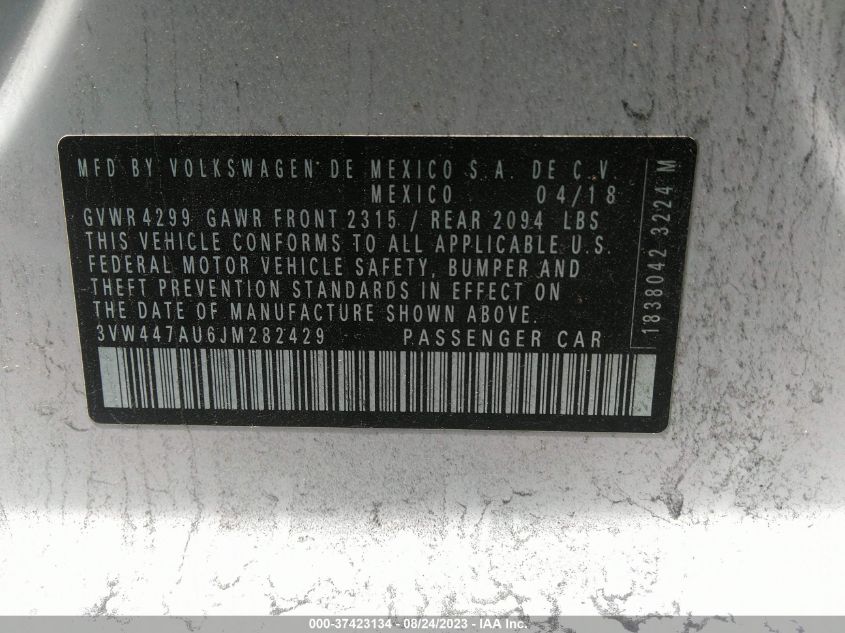 MFD BY VOLKSWAGEN DE MEXICO S.A. DE C.V.
MEXICO 04/18
GVWR 4299 GAWR FRONT 2315 / REAR 2094 LBS
THIS VEHICLE CONFORMS TO ALL APPLICABLE U.S.
FEDERAL MOTOR VEHICLE SAFETY, BUMPER AND
THEFT PREVENTION STANDARDS IN EFFECT ON
THE DATE OF MANUFACTURE SHOWN ABOVE.
3VW447AU6JM282429 PASSENGER CAR
1838042 3224 M
000-37423134 - 08/24/2023 - IAAI.com